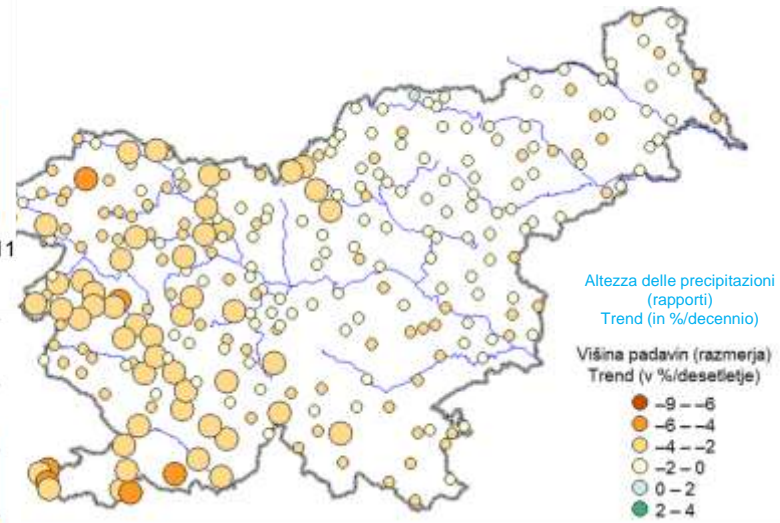 11
Altezza delle precipitazioni
(rapporti)
Trend (in %/decennio)
Višina padavin (razmerja)
Trend (v %/desetletje)
−9 – −6
−6 – −4
−4 – −2
−2 – 0
0 – 2
2 – 4